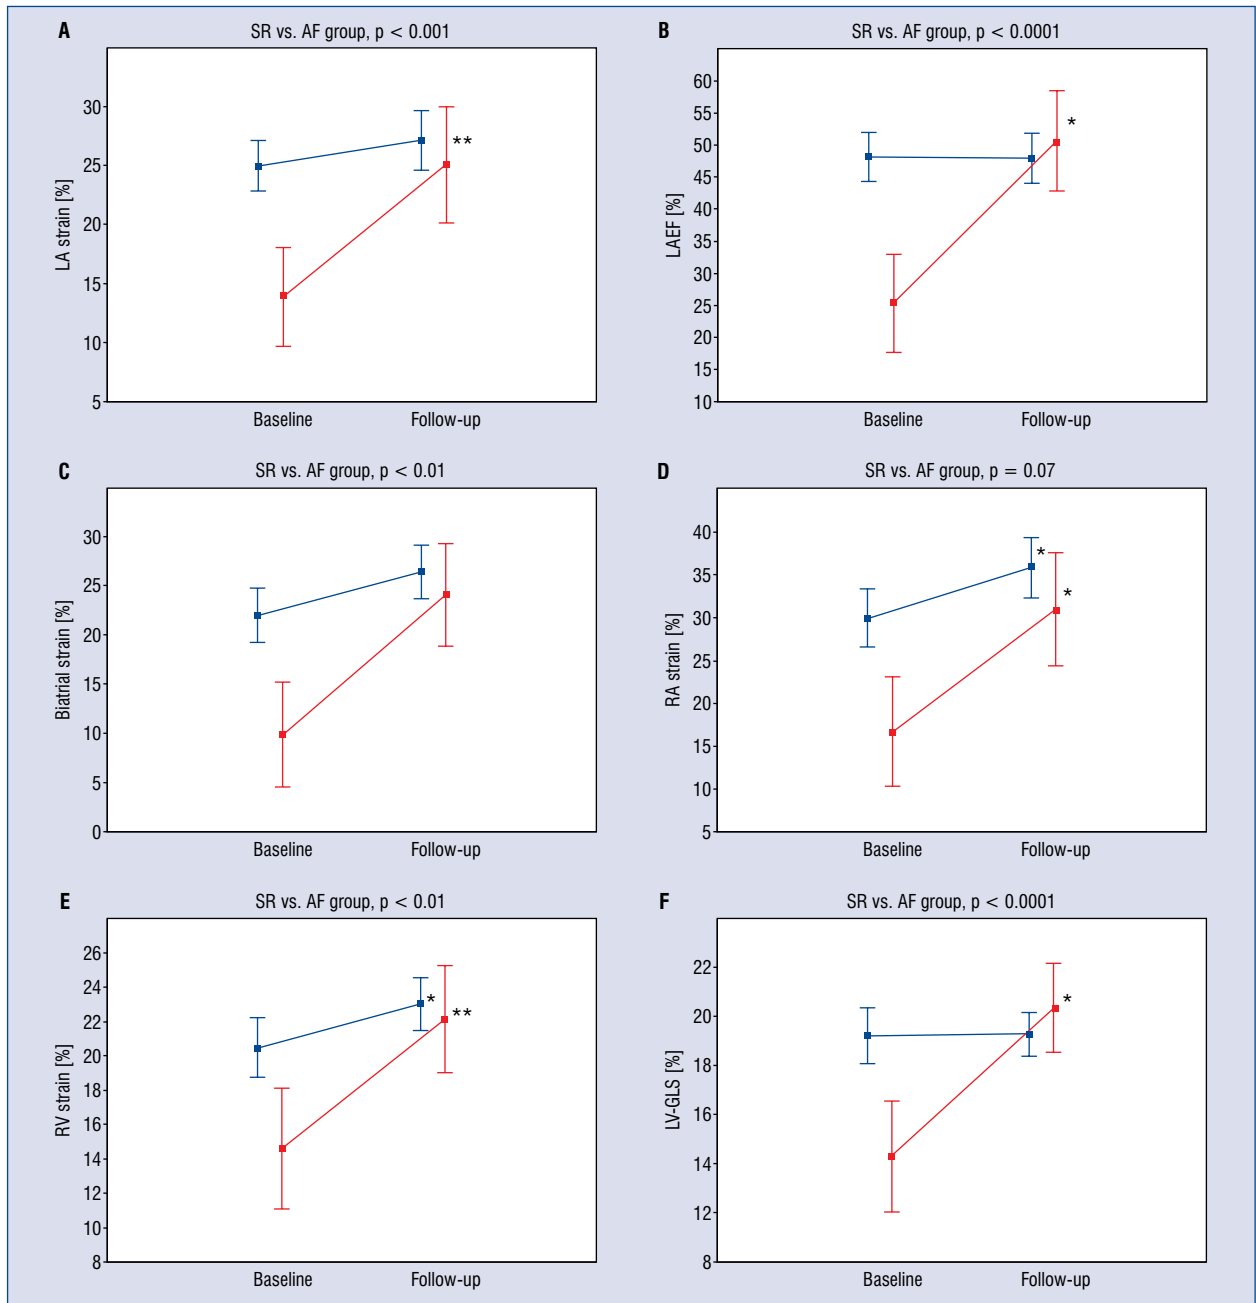 A
SR vs. AF group, p < 0.001
LA strain [%]
30
25
20
15
10
5
**
Baseline
Follow-up
B
SR vs. AF group, p < 0.0001
LAEF [%]
60
55
50
45
40
35
30
25
20
15
10
*
Baseline
Follow-up
C
SR vs. AF group, p < 0.01
Biatrial strain [%]
30
25
20
15
10
5
0
Baseline
Follow-up
D
SR vs. AF group, p = 0.07
RA strain [%]
40
35
30
25
20
15
10
5
*
*
Baseline
Follow-up
E
SR vs. AF group, p < 0.01
RV strain [%]
26
24
22
20
18
16
14
12
10
8
*
**
Baseline
Follow-up
F
SR vs. AF group, p < 0.0001
LV-GLS [%]
22
20
18
16
14
12
8
*
Baseline
Follow-up